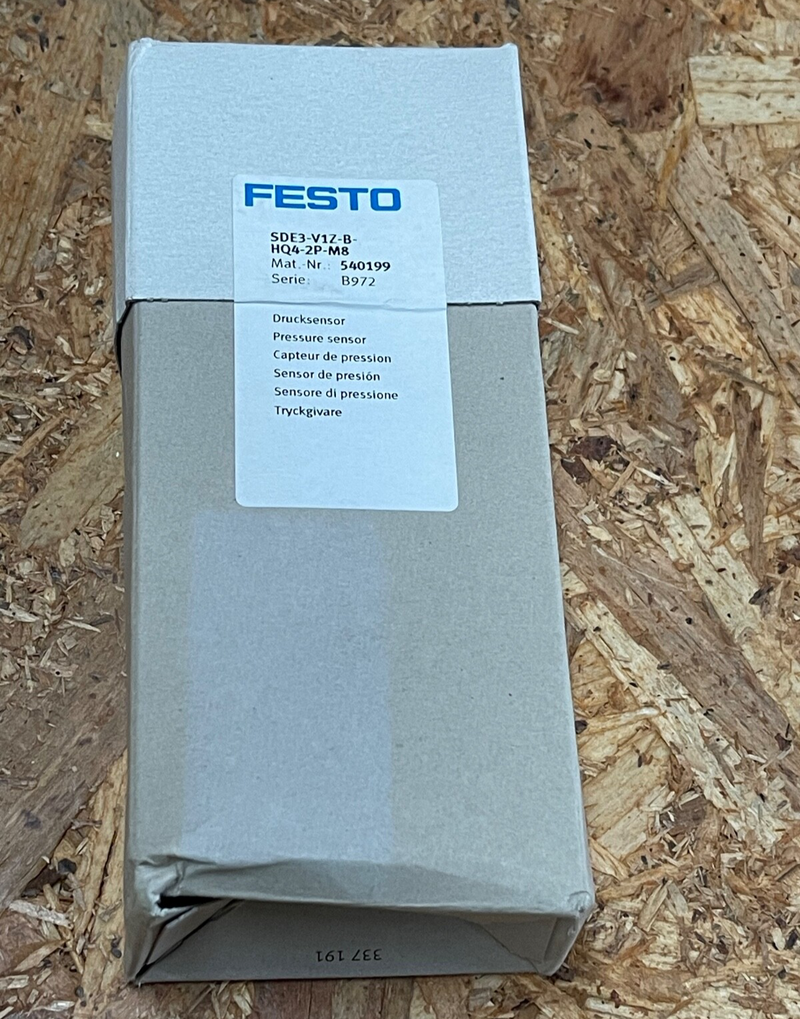 FESTO
SDE3-V1Z-B-
HQ4-2P-M8
Mat.-Nr.: 540199
Serie: B972
Drucksensor
Pressure sensor
Capteur de pression
Sensor de presión
Sensore di pressione
Tryckgivare
337 191